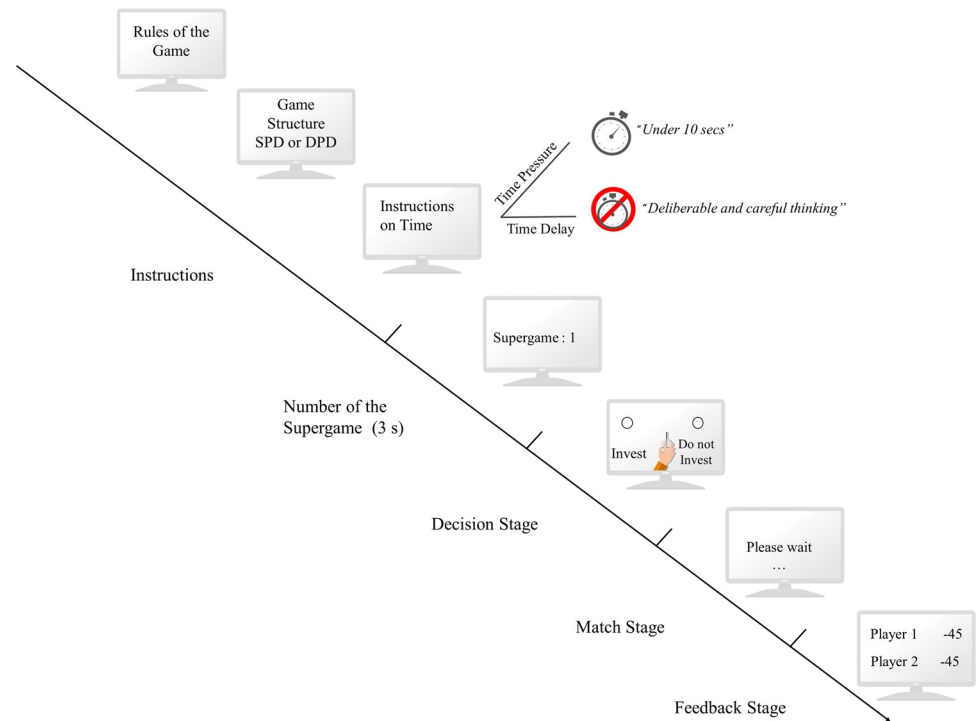 Rules of the
Game
Game
Structure
SPD or DPD
Instructions
on Time
Time Pressure
Time Delay
“Under 10 secs”
“Deliberable and careful thinking”
Instructions
Supergame : 1
Number of the
Supergame (3 s)
Invest
Do not
Invest
Decision Stage
Please wait
...
Match Stage
Player 1 -45
Player 2 -45
Feedback Stage